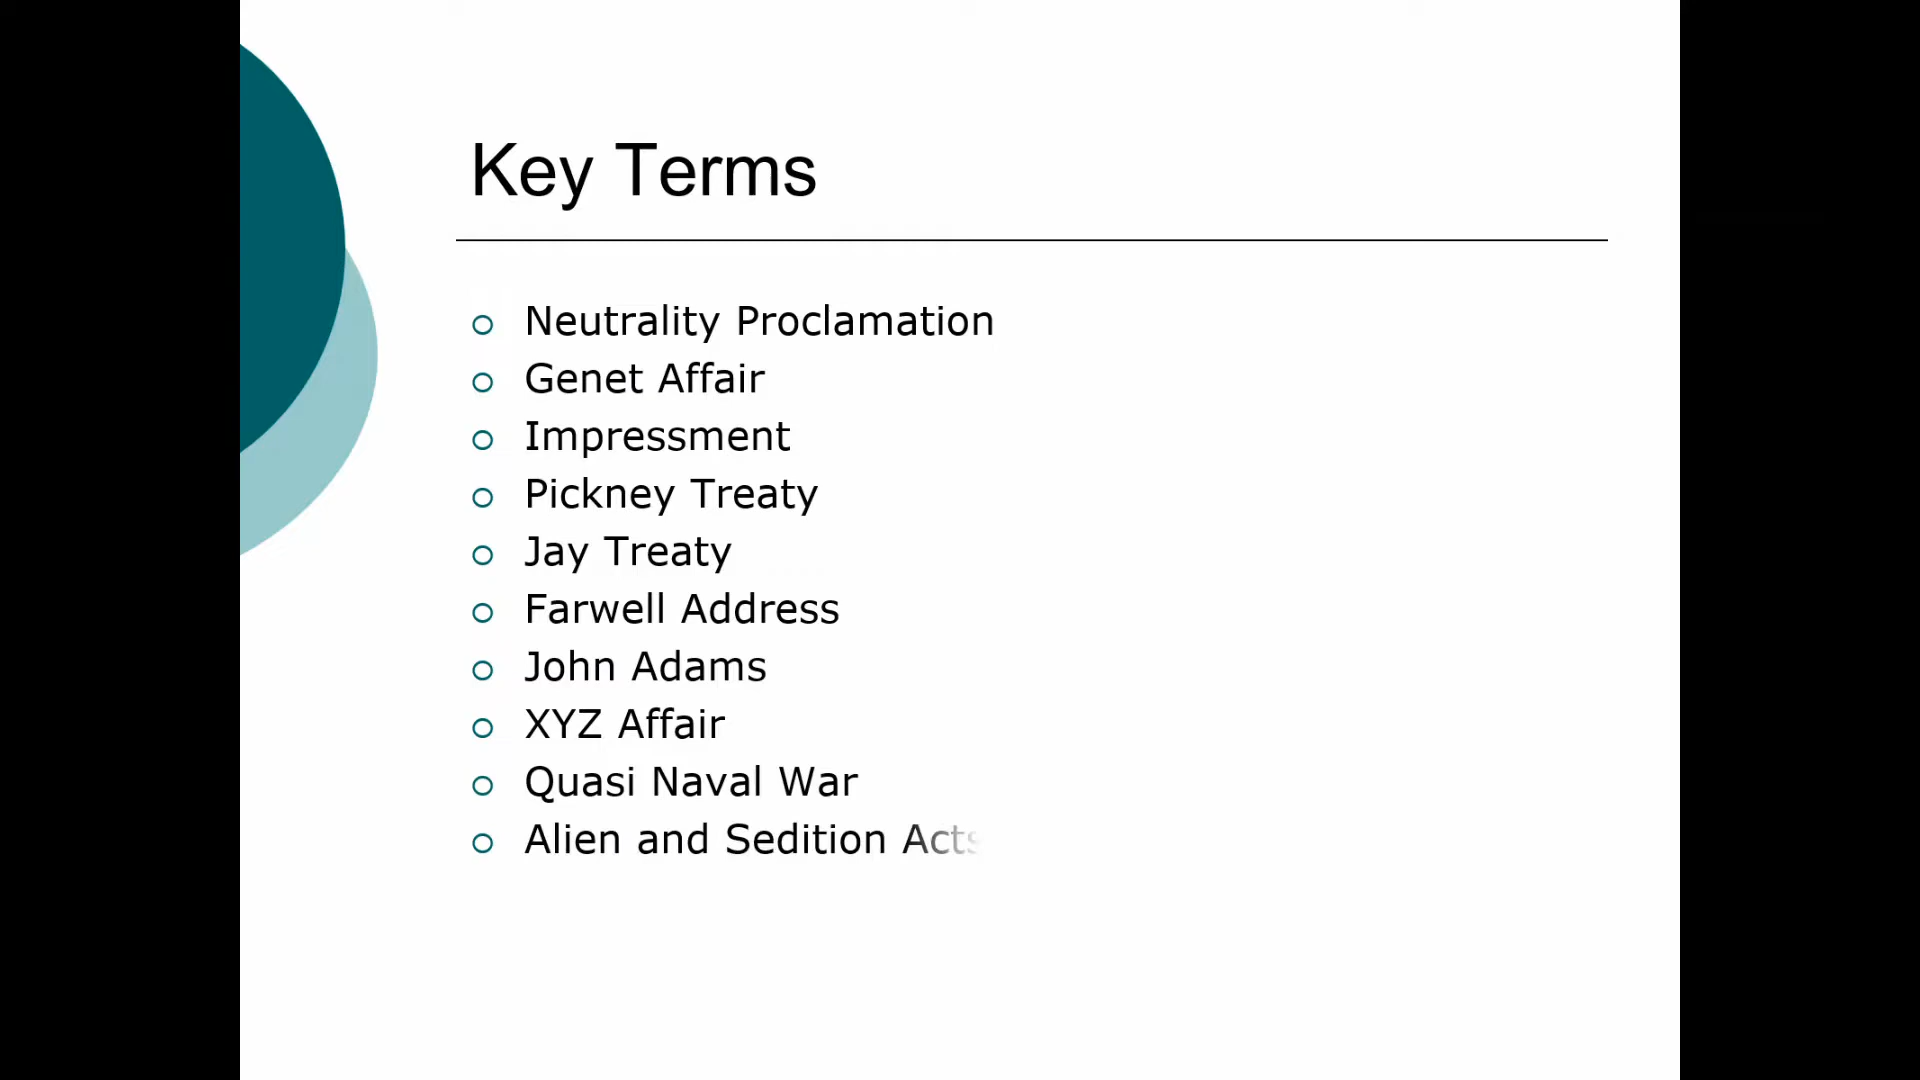 Key Terms
Neutrality Proclamation
Genet Affair
Impressment
Pickney Treaty
Jay Treaty
Farwell Address
John Adams
XYZ Affair
Quasi Naval War
Alien and Sedition Acts